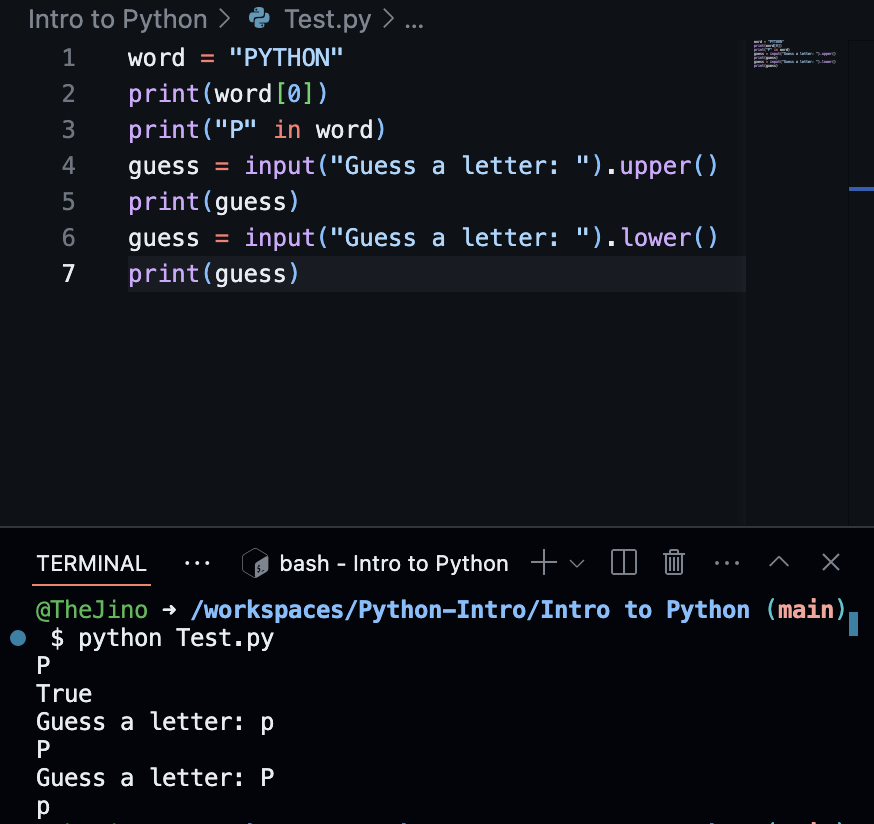 Intro to Python > Test.py > ...
1 word = "PYTHON"
2 print(word[0])
3 print("P" in word)
4 guess = input("Guess a letter: ").upper()
5 print(guess)
6 guess = input("Guess a letter: ").lower()
7 print(guess)
TERMINAL ... bash - Intro to Python
@TheJino ➜ /workspaces/Python-Intro/Intro to Python (main)
$ python Test.py
P
True
Guess a letter: p
P
Guess a letter: P
p